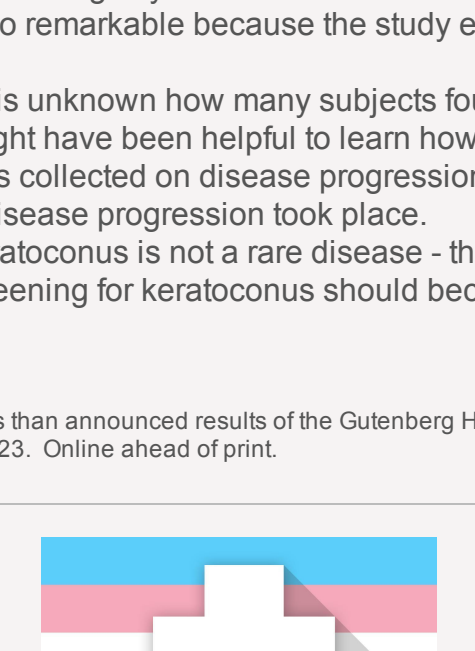 o remarkable because the study e
is unknown how many subjects fou
ght have been helpful to learn how
s collected on disease progression
isease progression took place.
atoconus is not a rare disease - th
eening for keratoconus should bec
s than announced results of the Gutenberg H
23. Online ahead of print.